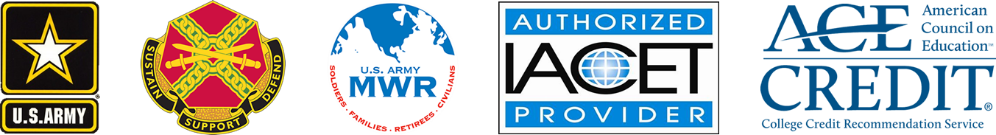 U.S.ARMY®
SUSTAIN
SUPPORT
DEFEND
U.S. ARMY
MWR
SOLDIERS • FAMILIES • RETIREES • CIVILIANS
AUTHORIZED
IACET
PROVIDER
ACE
American
Council on
Education™
CREDIT®
College Credit Recommendation Service